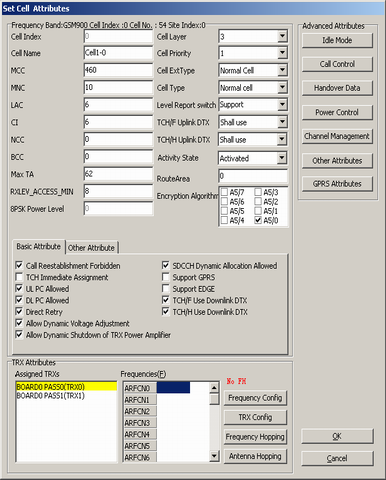 Set Cell Attributes
Frequency Band:GSM900 Cell Index :0 Cell No. : 54 Site Index:0
Cell Index 0
Cell Name Cell1-0
MCC 460
MNC 10
LAC 6
CI 6
NCC 0
BCC 0
Max TA 62
RXLEV_ACCESS_MIN 8
8PSK Power Level 0
Cell Layer 3
Cell Priority 1
Cell ExtType Normal Cell
Cell Type Normal cell
Level Report switch Support
TCH/F Uplink DTX Shall use
TCH/H Uplink DTX Shall use
Activity State Activated
RouteArea 0
Encryption Algorithm
A5/7 A5/3
A5/6 A5/2
A5/5 A5/1
A5/4 A5/0
Advanced Attributes
Idle Mode
Call Control
Handover Data
Power Control
Channel Management
Other Attributes
GPRS Attributes
Basic Attribute Other Attribute
Call Reestablishment Forbidden
TCH Immediate Assignment
UL PC Allowed
DL PC Allowed
Direct Retry
Allow Dynamic Voltage Adjustment
Allow Dynamic Shutdown of TRX Power Amplifier
SDCCH Dynamic Allocation Allowed
Support GPRS
Support EDGE
TCH/F Use Downlink DTX
TCH/H Use Downlink DTX
TRX Attributes
Assigned TRXs
BOARD0 PASS0(TRX0)
BOARD0 PASS1(TRX1)
Frequencies(F)
ARFCN0
ARFCN1
ARFCN2
ARFCN3
ARFCN4
ARFCN5
ARFCN6
No FH
Frequency Config
TRX Config
Frequency Hopping
Antenna Hopping
OK
Cancel